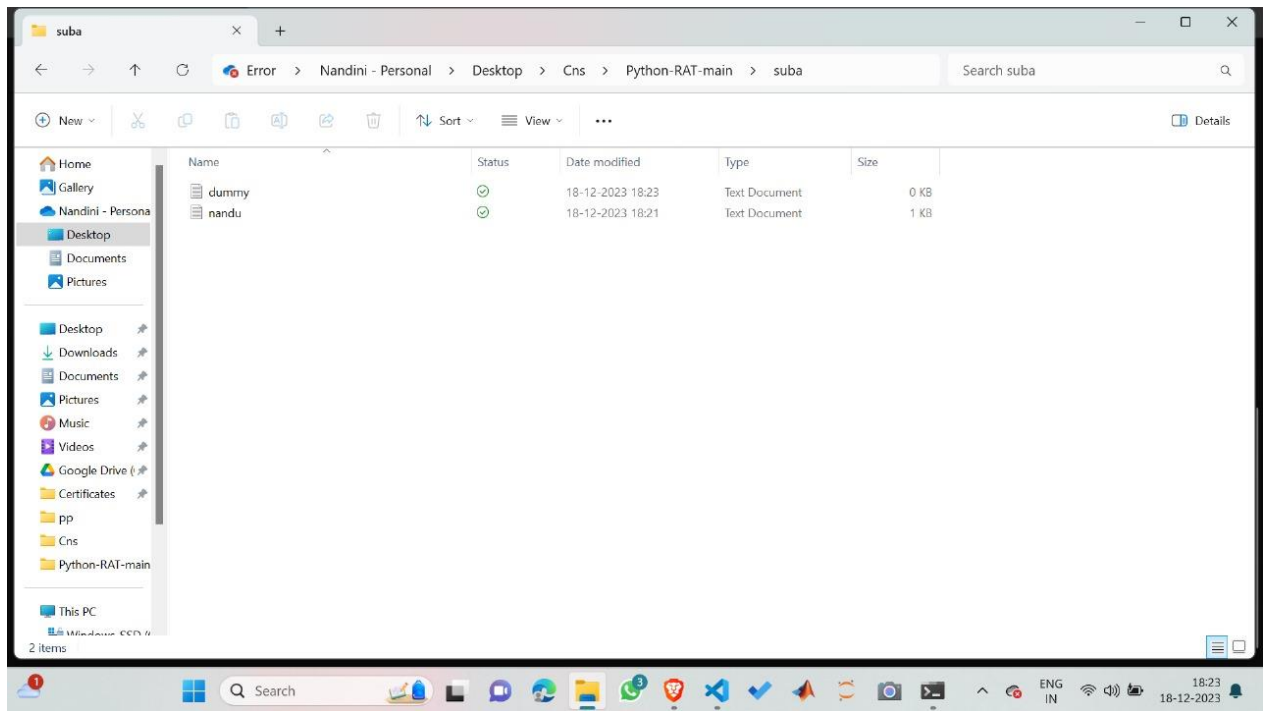 suba
Error > Nandini - Personal > Desktop > Cns > Python-RAT-main > suba
Search suba
New
Sort
View
Details
Name Status Date modified Type Size
dummy 18-12-2023 18:23 Text Document 0 KB
nandu 18-12-2023 18:21 Text Document 1 KB
Home
Gallery
Nandini - Persona
Desktop
Documents
Pictures
Desktop
Downloads
Documents
Pictures
Music
Videos
Google Drive (
Certificates
pp
Cns
Python-RAT-main
This PC
2 items
1
Search
3
ENG
IN
18:23
18-12-2023